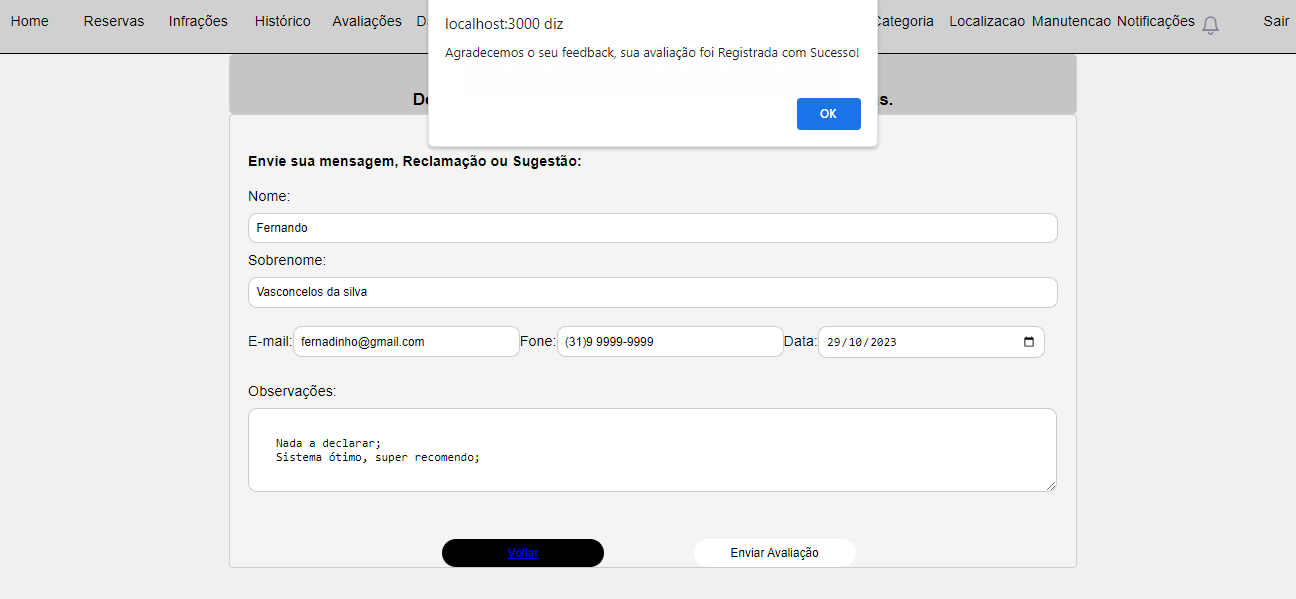 Home Reservas Infrações Histórico Avaliações Categoria Localizacao Manutencao Notificações Sair
localhost:3000 diz
Agradecemos o seu feedback, sua avaliação foi Registrada com Sucesso!
OK
Envie sua mensagem, Reclamação ou Sugestão:
Nome:
Fernando
Sobrenome:
Vasconcelos da silva
E-mail: fernadinho@gmail.com Fone: (31)9 9999-9999 Data: 29/10/2023
Observações:
Nada a declarar;
Sistema ótimo, super recomendo;
Voltar Enviar Avaliação